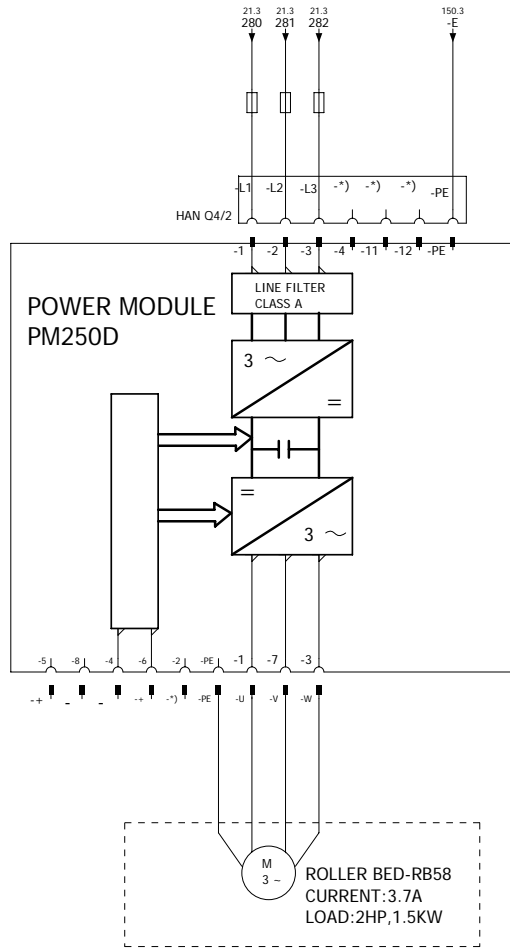 21.3 21.3 21.3 150.3
280 281 282 -E
-L1 -L2 -L3 -*) -*) -*) -PE
HAN Q4/2
-1 -2 -3 -4 -11 -12 -PE
LINE FILTER
CLASS A
POWER MODULE
PM250D
3 ~
=
=
3 ~
-5 -8 -4 -6 -2 -PE -1 -7 -3
-+ - - -+ -*) -PE -U -V -W
M
3 ~
ROLLER BED-RB58
CURRENT:3.7A
LOAD:2HP,1.5KW